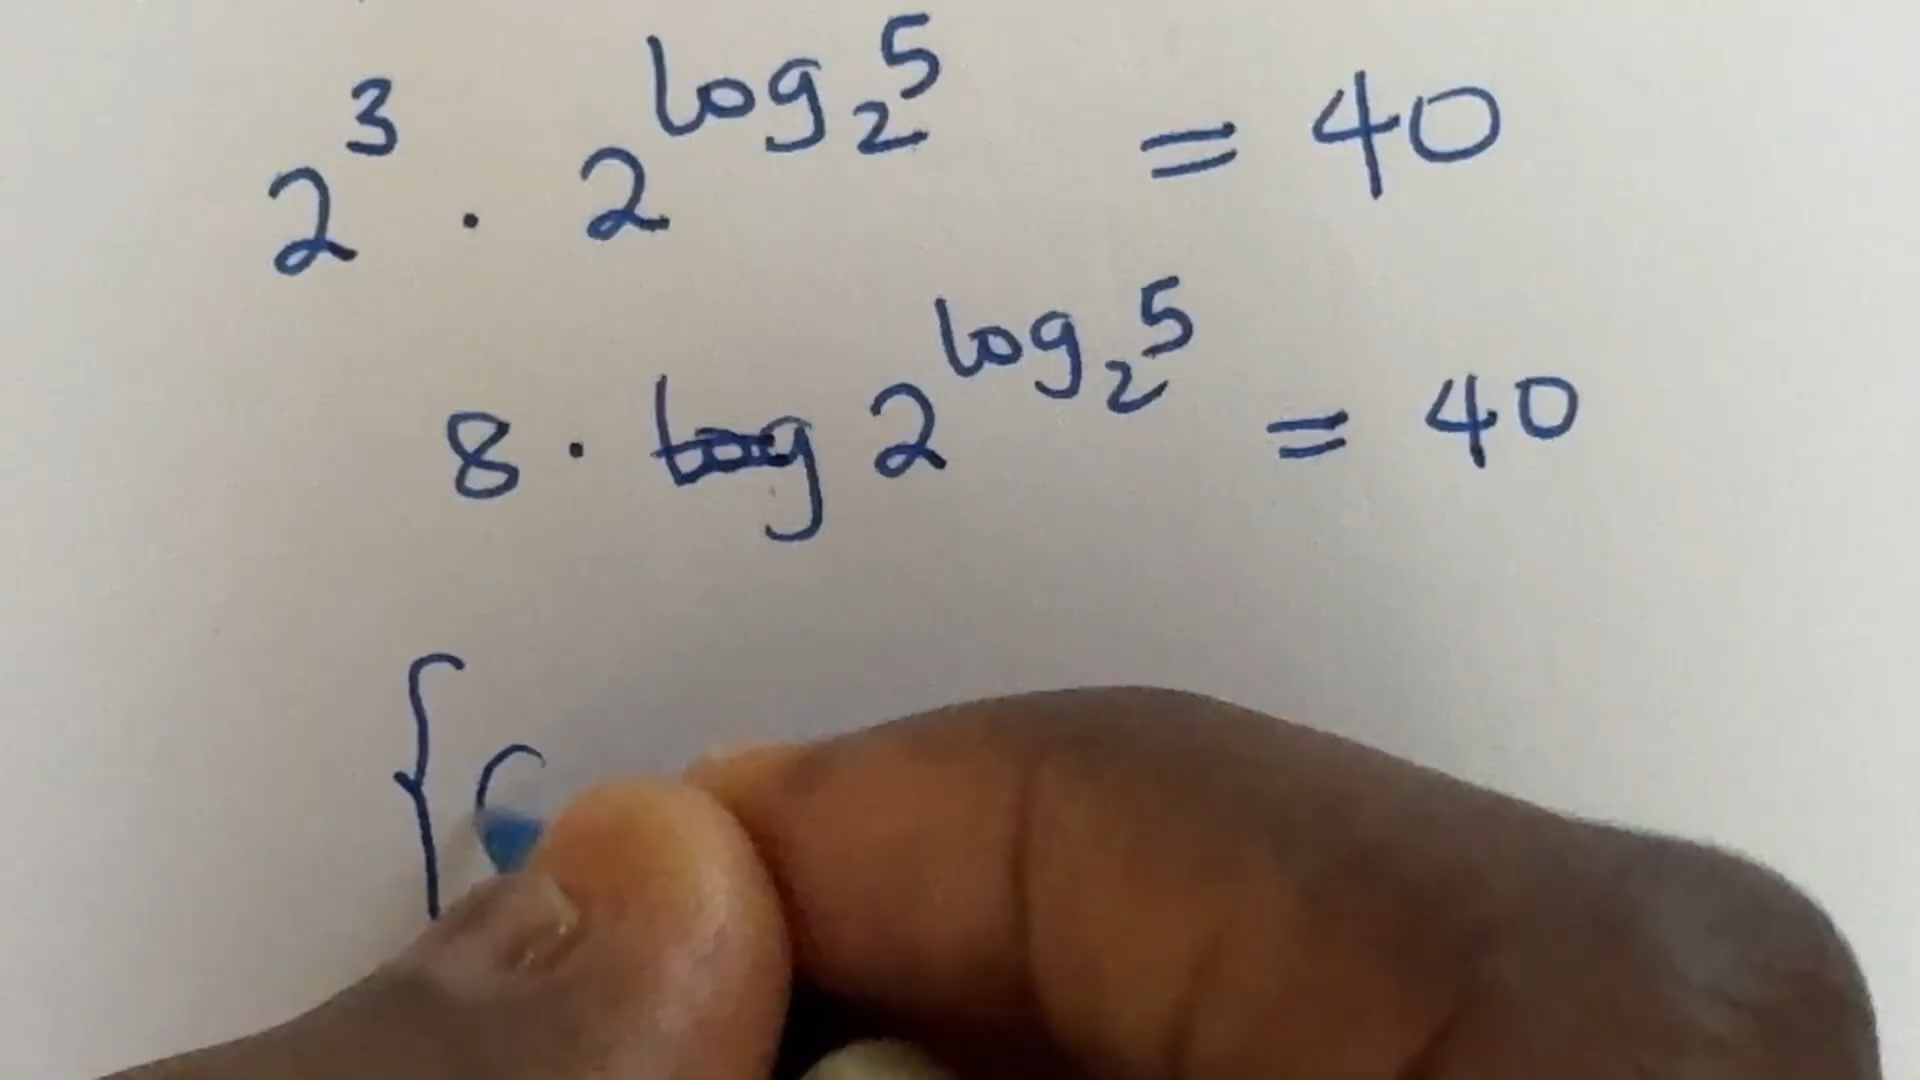 2³ · 2^log₂5 = 40
8 · 2^log₂5 = 40
{